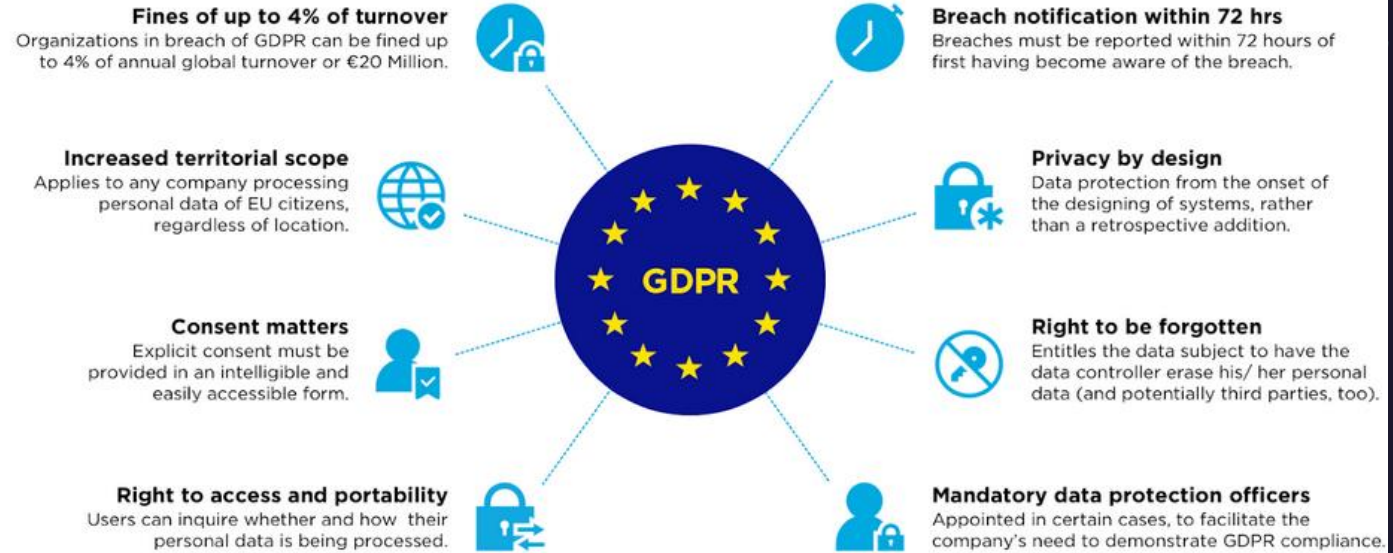 Fines of up to 4% of turnover
Organizations in breach of GDPR can be fined up
to 4% of annual global turnover or €20 Million.
Increased territorial scope
Applies to any company processing
personal data of EU citizens,
regardless of location.
Consent matters
Explicit consent must be
provided in an intelligible and
easily accessible form.
Right to access and portability
Users can inquire whether and how their
personal data is being processed.
GDPR
Breach notification within 72 hrs
Breaches must be reported within 72 hours of
first having become aware of the breach.
Privacy by design
Data protection from the onset of
the designing of systems, rather
than a retrospective addition.
Right to be forgotten
Entitles the data subject to have the
data controller erase his/ her personal
data (and potentially third parties, too).
Mandatory data protection officers
Appointed in certain cases, to facilitate the
company's need to demonstrate GDPR compliance.